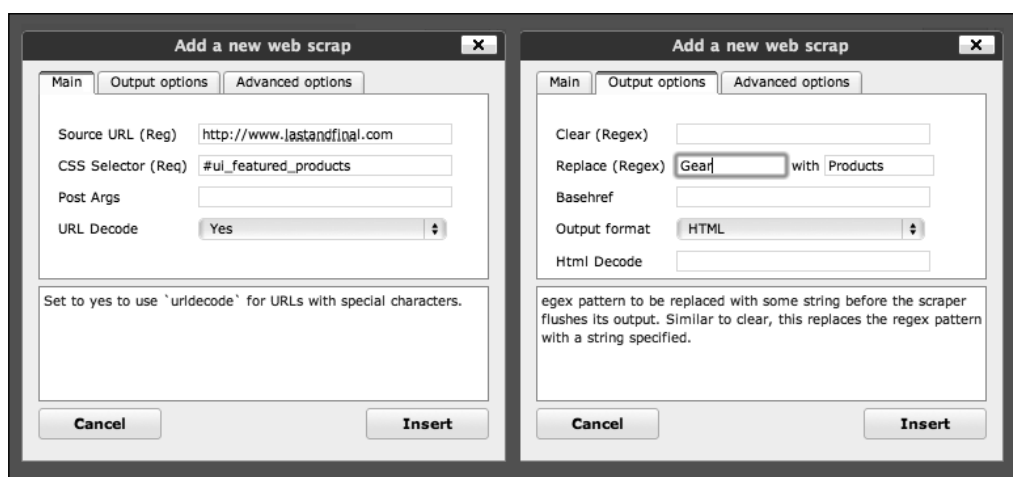 Add a new web scrap X
Main Output options Advanced options
Source URL (Reg) http://www.lastandfinal.com
CSS Selector (Req) #ui_featured_products
Post Args
URL Decode Yes
Set to yes to use `urldecode` for URLs with special characters.
Cancel Insert
Add a new web scrap X
Main Output options Advanced options
Clear (Regex)
Replace (Regex) Gear with Products
Basehref
Output format HTML
Html Decode
egex pattern to be replaced with some string before the scraper
flushes its output. Similar to clear, this replaces the regex pattern
with a string specified.
Cancel Insert